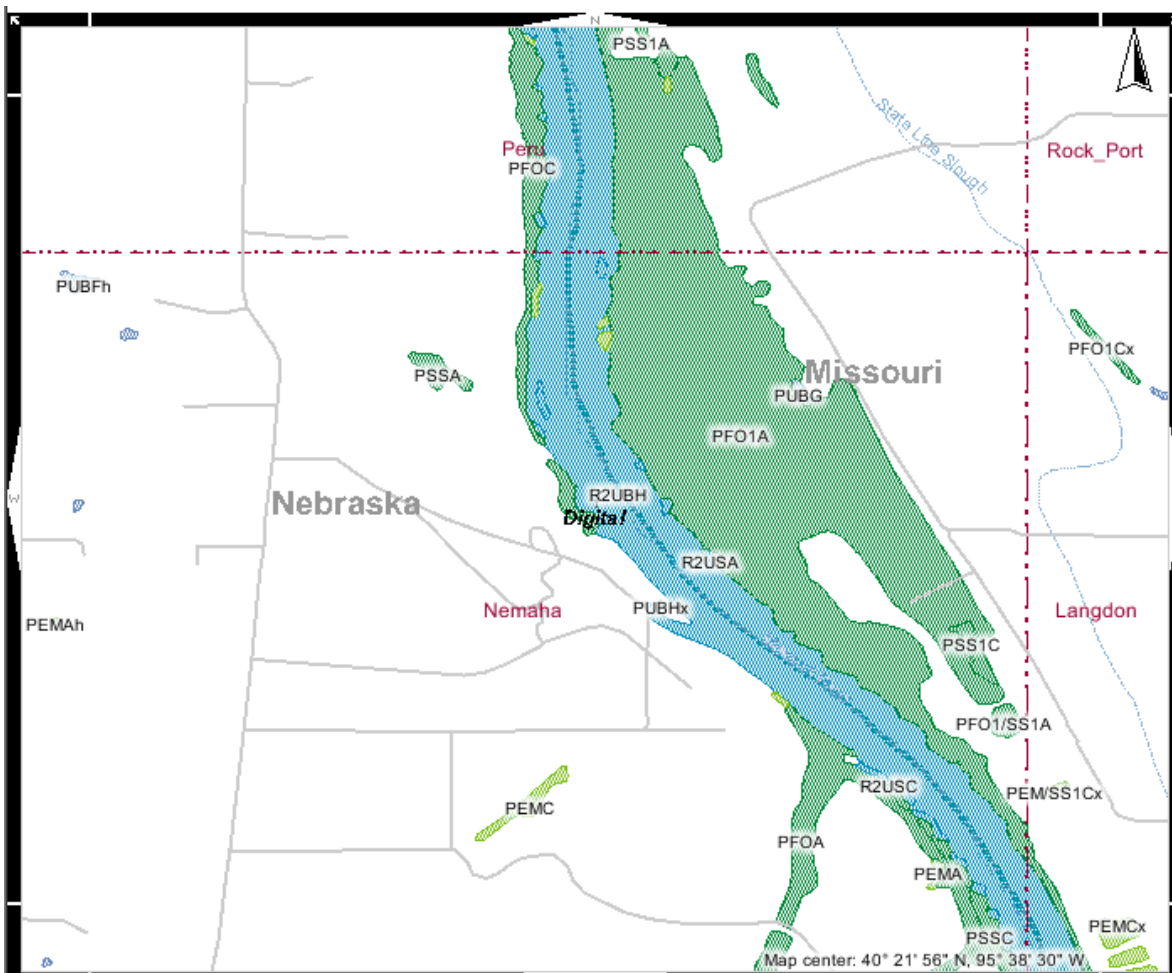 N
PSS1A
State Line Slough
Peru
Rock_Port
PFOC
PUBFh
PFO1Cx
Missouri
PSSA
PUBG
PFO1A
Nebraska
R2UBH
W
Digital
R2USA
Nemaha
PUBHx
Langdon
PEMAh
PSS1C
PFO1/SS1A
R2USC
PEM/SS1Cx
PEMC
PFOA
PEMA
PEMCx
PSSC
Map center: 40° 21' 56" N, 95° 38' 30" W